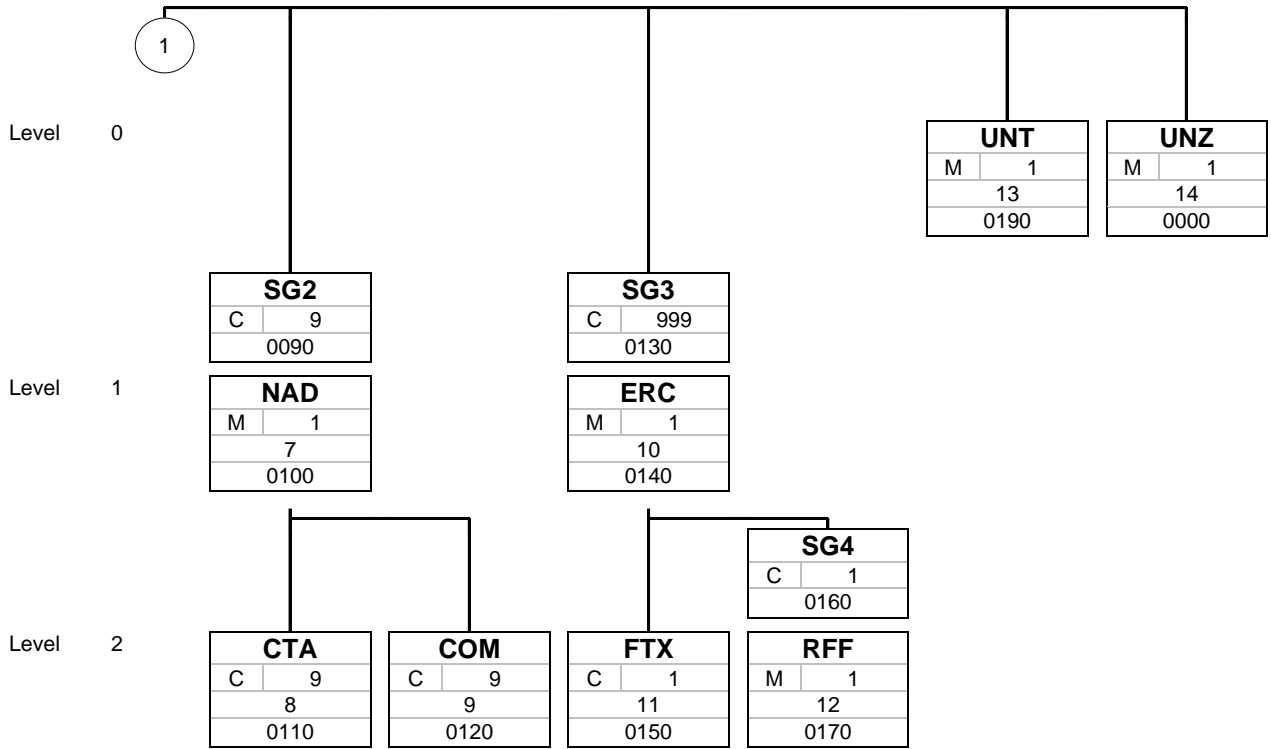 1
Level 0
UNT UNZ
M 1 M 1
13 14
0190 0000
SG2 SG3
C 9 C 999
0090 0130
Level 1
NAD ERC
M 1 M 1
7 10
0100 0140
SG4
C 1
0160
Level 2
CTA COM FTX RFF
C 9 C 9 C 1 M 1
8 9 11 12
0110 0120 0150 0170